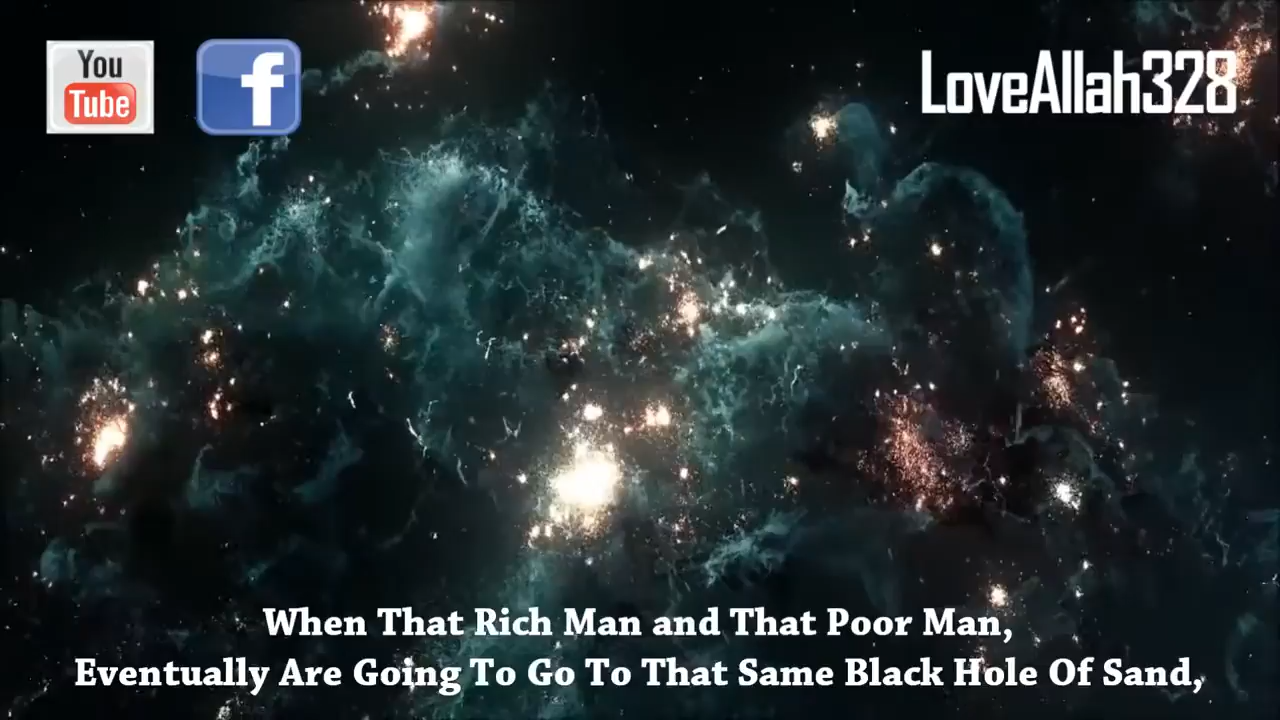 You
Tube
f
LoveAllah328
When That Rich Man and That Poor Man,
Eventually Are Going To Go To That Same Black Hole Of Sand,